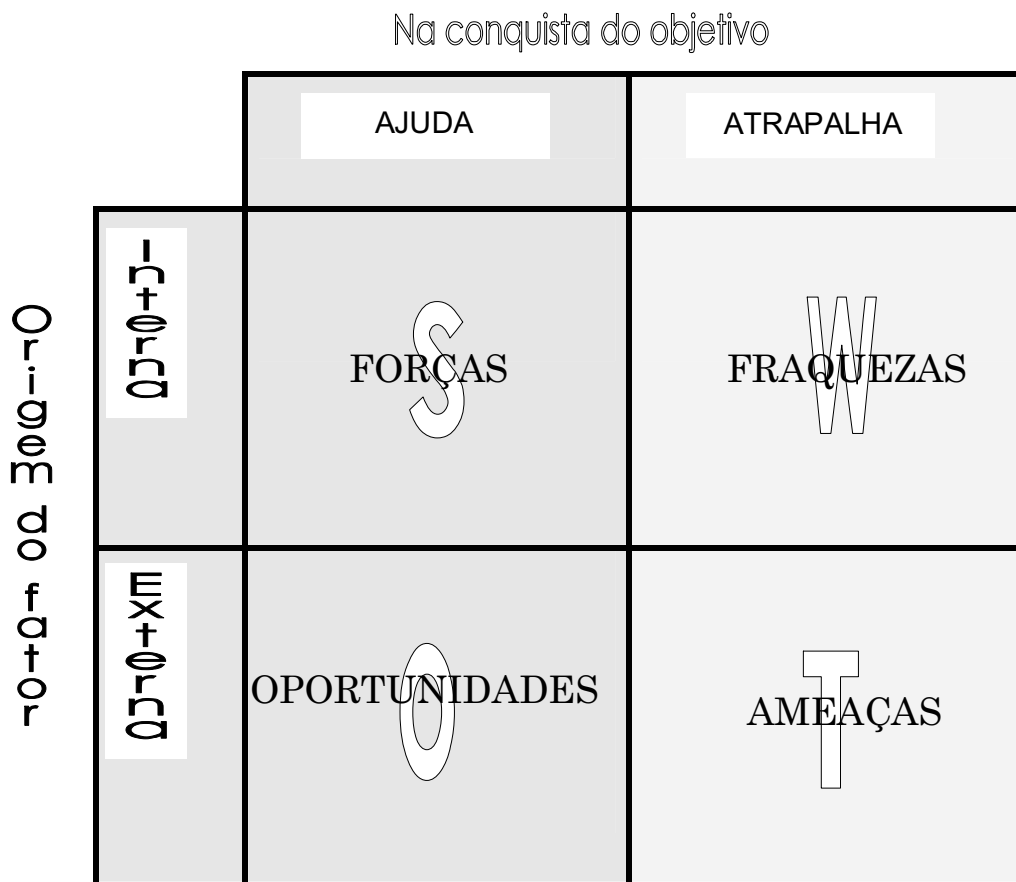 Na conquista do objetivo
AJUDA
ATRAPALHA
Origem do fator
Interna
S
FORÇAS
W
FRAQUEZAS
Externa
O
OPORTUNIDADES
T
AMEAÇAS